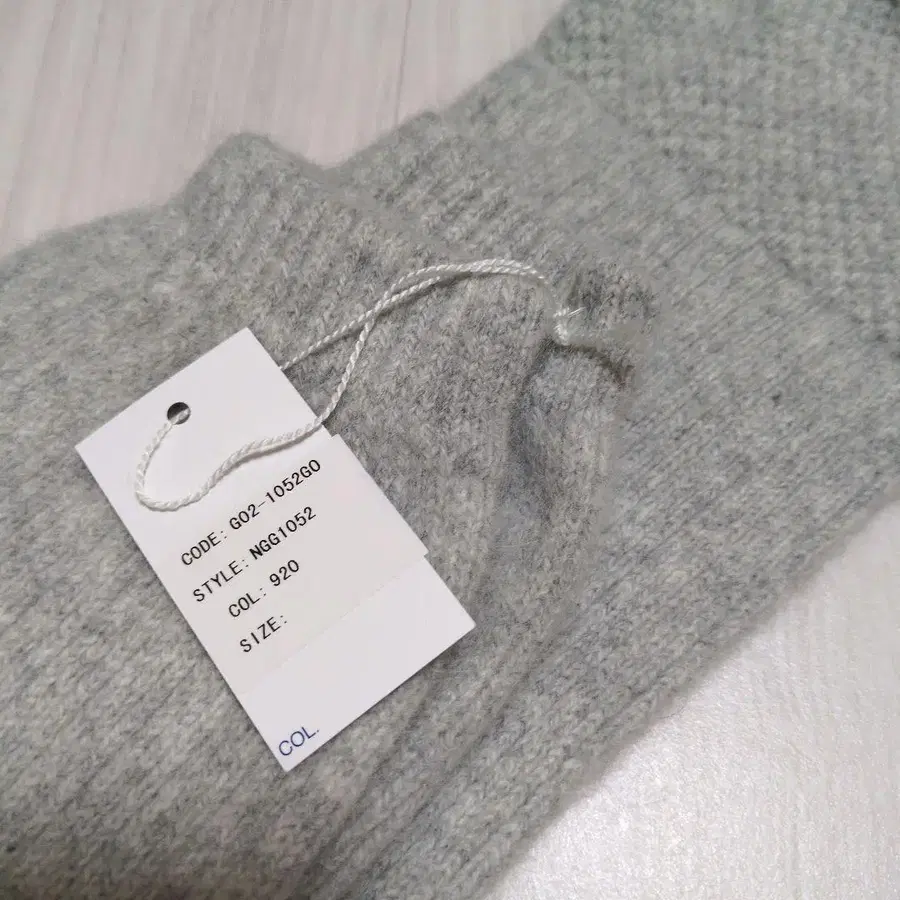 CODE: G02-1052G0
STYLE: NGG1052
COL: 920
SIZE:
COL.